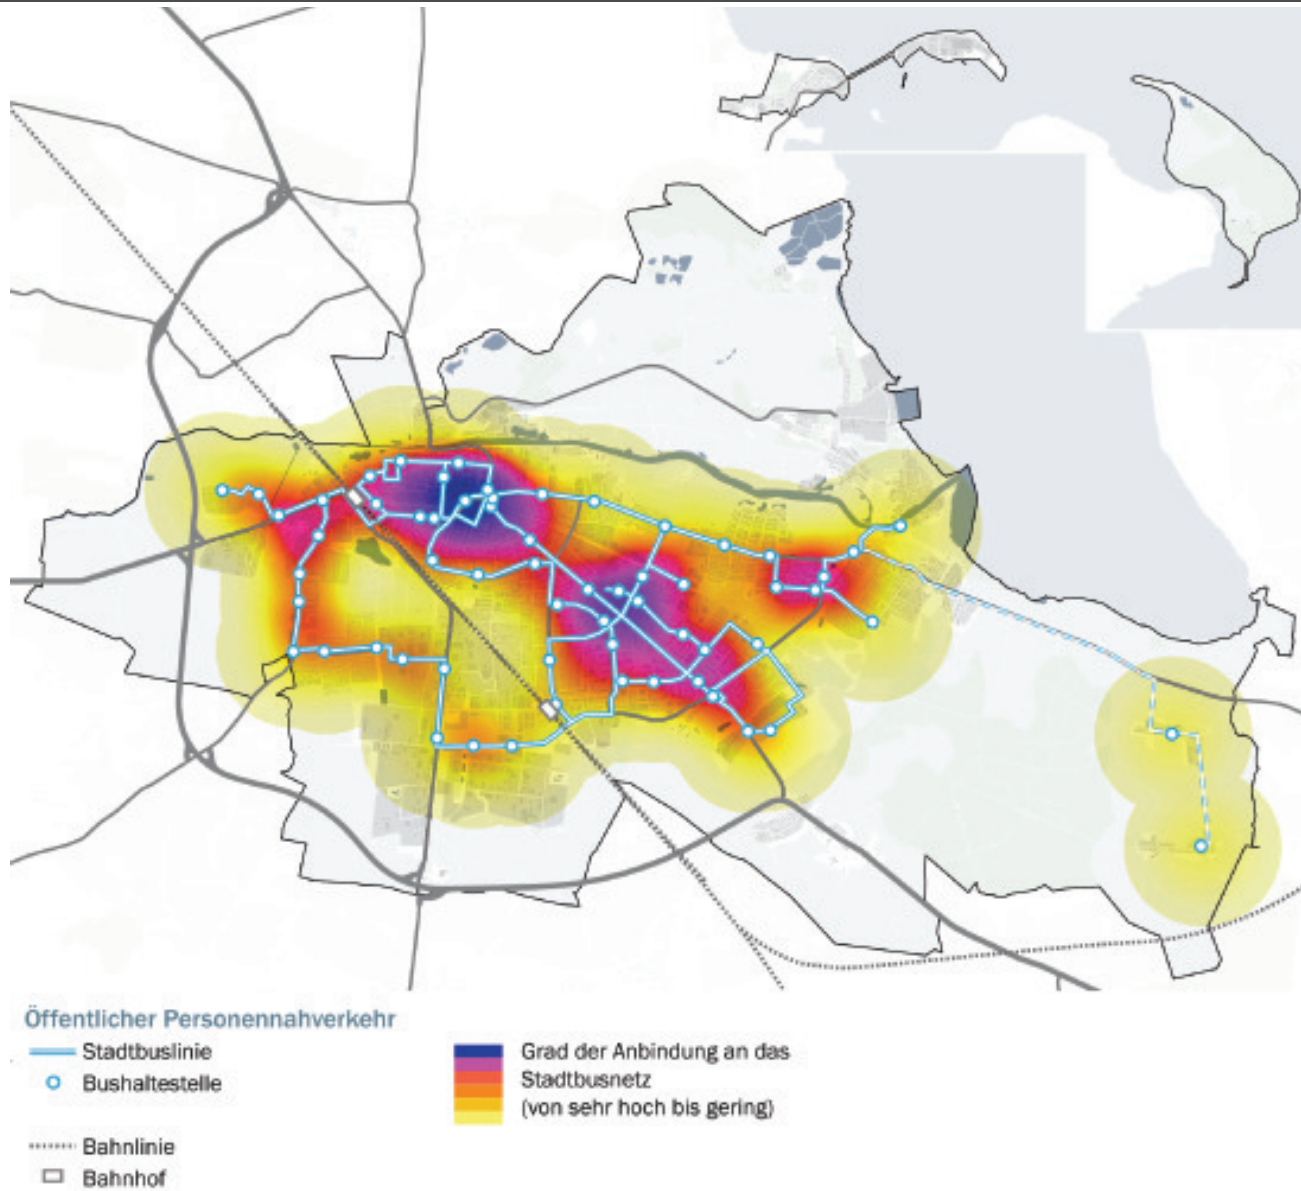 Öffentlicher Personennahverkehr
Stadtbuslinie
Bushaltestelle
Bahnlinie
Bahnhof
Grad der Anbindung an das
Stadtbusnetz
(von sehr hoch bis gering)